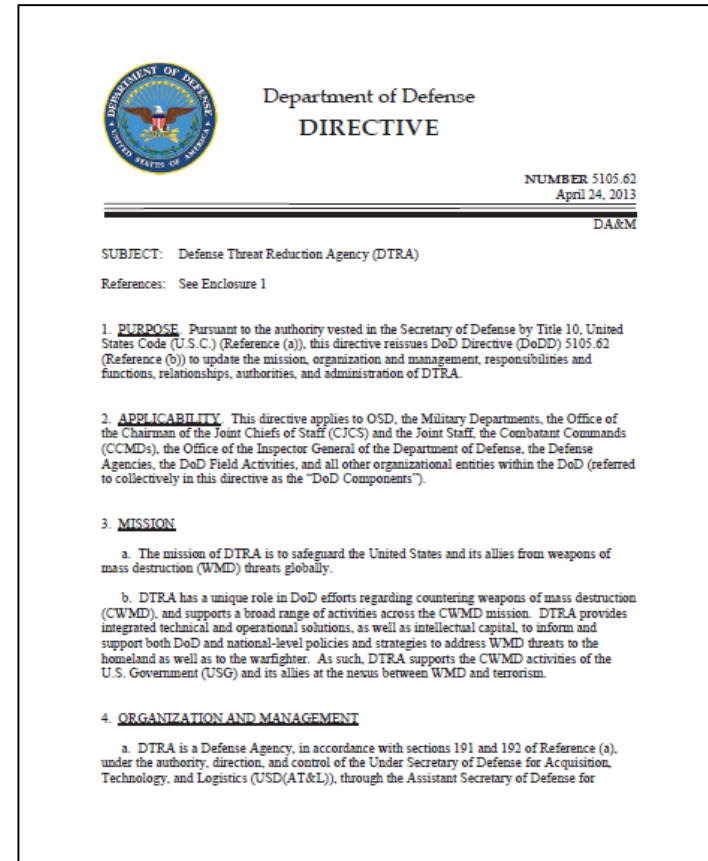 DEPARTMENT OF DEFENSE
UNITED STATES OF AMERICA
Department of Defense
DIRECTIVE
NUMBER 5105.62
April 24, 2013
DA&M
SUBJECT: Defense Threat Reduction Agency (DTRA)
References: See Enclosure 1
1. PURPOSE. Pursuant to the authority vested in the Secretary of Defense by Title 10, United
States Code (U.S.C.) (Reference (a)), this directive reissues DoD Directive (DoDD) 5105.62
(Reference (b)) to update the mission, organization and management, responsibilities and
functions, relationships, authorities, and administration of DTRA.
2. APPLICABILITY. This directive applies to OSD, the Military Departments, the Office of
the Chairman of the Joint Chiefs of Staff (CJCS) and the Joint Staff, the Combatant Commands
(CCMDs), the Office of the Inspector General of the Department of Defense, the Defense
Agencies, the DoD Field Activities, and all other organizational entities within the DoD (referred
to collectively in this directive as the “DoD Components”).
3. MISSION
a. The mission of DTRA is to safeguard the United States and its allies from weapons of
mass destruction (WMD) threats globally.
b. DTRA has a unique role in DoD efforts regarding countering weapons of mass destruction
(CWMD), and supports a broad range of activities across the CWMD mission. DTRA provides
integrated technical and operational solutions, as well as intellectual capital, to inform and
support both DoD and national-level policies and strategies to address WMD threats to the
homeland as well as to the warfighter. As such, DTRA supports the CWMD activities of the
U.S. Government (USG) and its allies at the nexus between WMD and terrorism.
4. ORGANIZATION AND MANAGEMENT
a. DTRA is a Defense Agency, in accordance with sections 191 and 192 of Reference (a),
under the authority, direction, and control of the Under Secretary of Defense for Acquisition,
Technology, and Logistics (USD(AT&L)), through the Assistant Secretary of Defense for